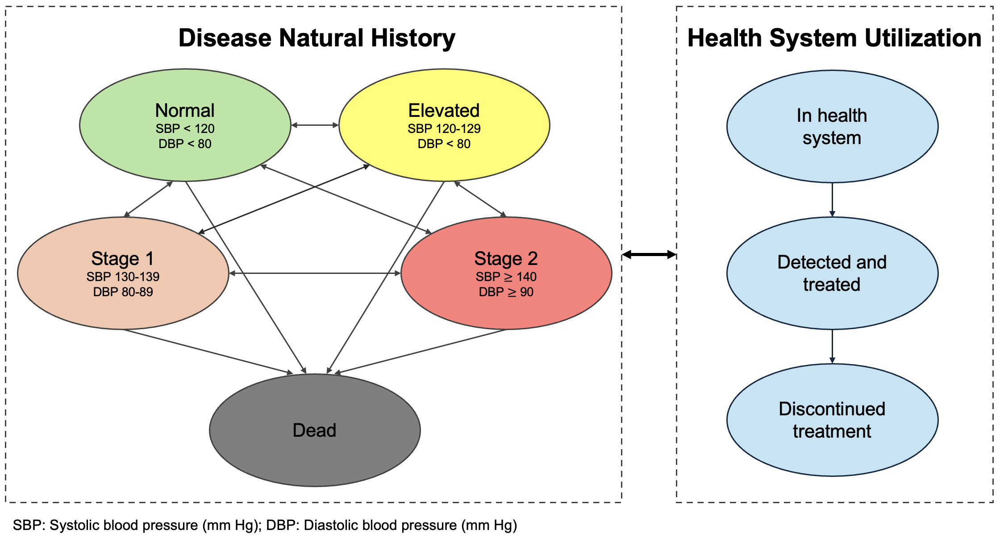 Disease Natural History
Normal
SBP < 120
DBP < 80
Elevated
SBP 120-129
DBP < 80
Stage 1
SBP 130-139
DBP 80-89
Stage 2
SBP ≥ 140
DBP ≥ 90
Dead
Health System Utilization
In health
system
Detected and
treated
Discontinued
treatment
SBP: Systolic blood pressure (mm Hg); DBP: Diastolic blood pressure (mm Hg)